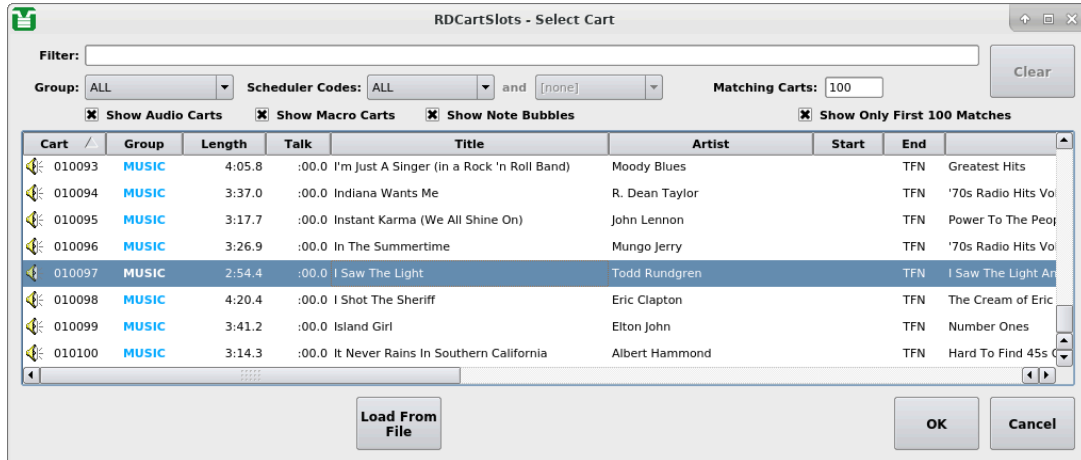 RDCartSlots - Select Cart
Filter:
Clear
Group: ALL Scheduler Codes: ALL and [none] Matching Carts: 100
Show Audio Carts Show Macro Carts Show Note Bubbles Show Only First 100 Matches
Cart Group Length Talk Title Artist Start End
010093 MUSIC 4:05.8 :00.0 I'm Just A Singer (in a Rock 'n Roll Band) Moody Blues TFN Greatest Hits
010094 MUSIC 3:37.0 :00.0 Indiana Wants Me R. Dean Taylor TFN '70s Radio Hits Vo
010095 MUSIC 3:17.7 :00.0 Instant Karma (We All Shine On) John Lennon TFN Power To The Peop
010096 MUSIC 3:26.9 :00.0 In The Summertime Mungo Jerry TFN '70s Radio Hits Vo
010097 MUSIC 2:54.4 :00.0 I Saw The Light Todd Rundgren TFN I Saw The Light An
010098 MUSIC 4:20.4 :00.0 I Shot The Sheriff Eric Clapton TFN The Cream of Eric
010099 MUSIC 3:41.2 :00.0 Island Girl Elton John TFN Number Ones
010100 MUSIC 3:14.3 :00.0 It Never Rains In Southern California Albert Hammond TFN Hard To Find 45s
Load From
File
OK Cancel